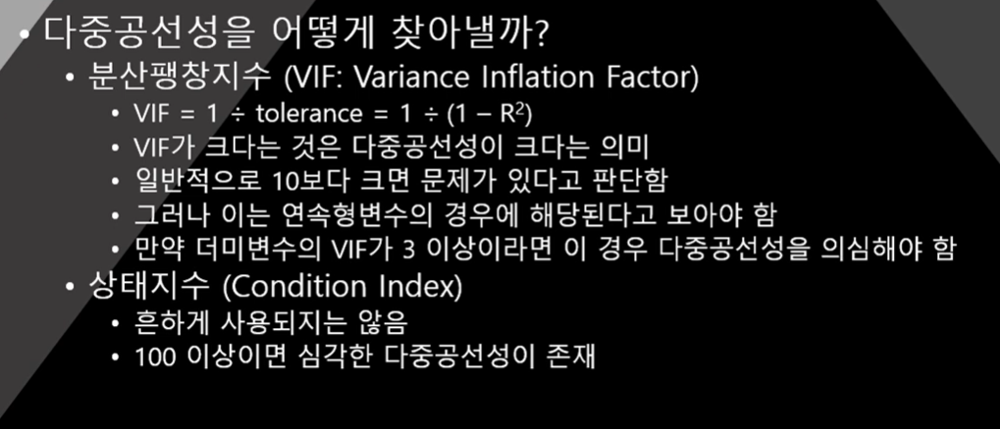 • 다중공선성을 어떻게 찾아낼까?
• 분산팽창지수 (VIF: Variance Inflation Factor)
• VIF = 1 ÷ tolerance = 1 ÷ (1 – R²)
• VIF가 크다는 것은 다중공선성이 크다는 의미
• 일반적으로 10보다 크면 문제가 있다고 판단함
• 그러나 이는 연속형변수의 경우에 해당된다고 보아야 함
• 만약 더미변수의 VIF가 3 이상이라면 이 경우 다중공선성을 의심해야 함
• 상태지수 (Condition Index)
• 흔하게 사용되지는 않음
• 100 이상이면 심각한 다중공선성이 존재